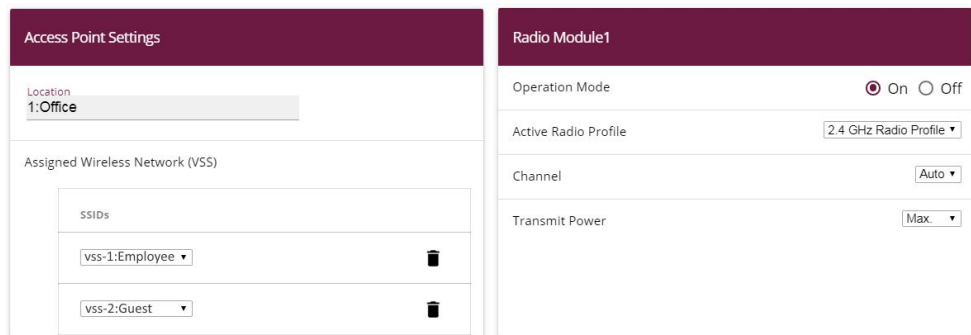 Access Point Settings
Location
1:Office
Assigned Wireless Network (VSS)
SSIDs
vss-1:Employee
vss-2:Guest
Radio Module1
Operation Mode
On Off
Active Radio Profile
2.4 GHz Radio Profile
Channel
Auto
Transmit Power
Max.